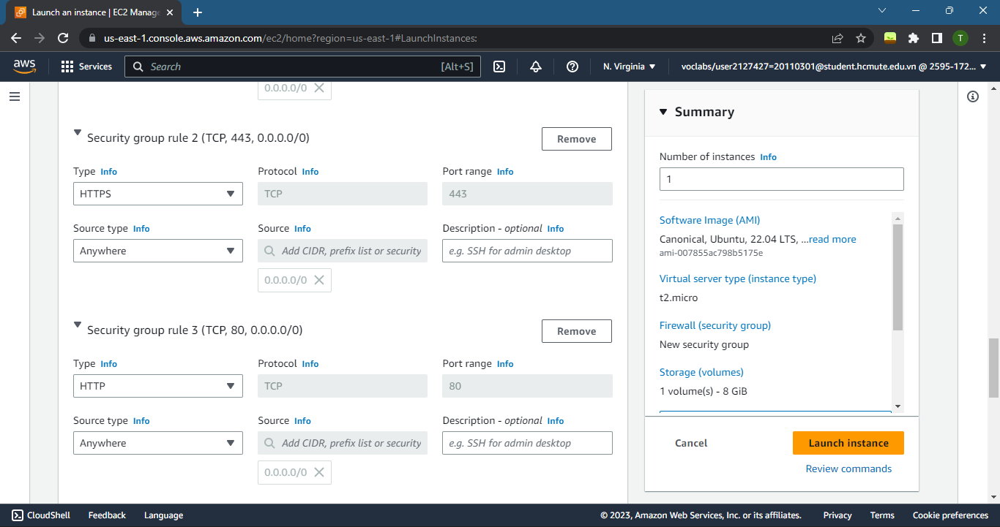 Launch an instance | EC2 Manage
us-east-1.console.aws.amazon.com/ec2/home?region=us-east-1#LaunchInstances:
T
aws
Services
Search
[Alt+S]
N. Virginia
voclabs/user2127427=20110301@student.hcmute.edu.vn @ 2595-172...
0.0.0.0/0
Security group rule 2 (TCP, 443, 0.0.0.0/0)
Remove
Type Info
Protocol Info
Port range Info
HTTPS
TCP
443
Source type Info
Source Info
Description - optional Info
Anywhere
Add CIDR, prefix list or security
e.g. SSH for admin desktop
0.0.0.0/0
Security group rule 3 (TCP, 80, 0.0.0.0/0)
Remove
Type Info
Protocol Info
Port range Info
HTTP
TCP
80
Source type Info
Source Info
Description - optional Info
Anywhere
Add CIDR, prefix list or security
e.g. SSH for admin desktop
0.0.0.0/0
Summary
Number of instances Info
1
Software Image (AMI)
Canonical, Ubuntu, 22.04 LTS, ...read more
ami-007855ac798b5175e
Virtual server type (instance type)
t2.micro
Firewall (security group)
New security group
Storage (volumes)
1 volume(s) - 8 GiB
Cancel
Launch instance
Review commands
CloudShell
Feedback
Language
© 2023, Amazon Web Services, Inc. or its affiliates.
Privacy
Terms
Cookie preferences